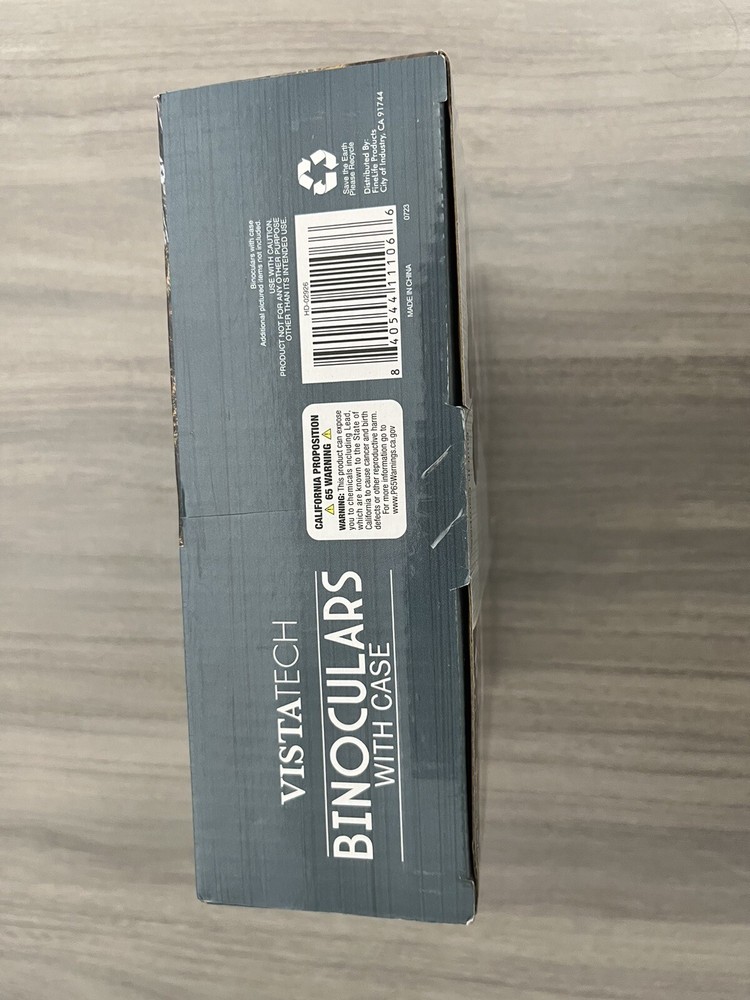 VISTATECH
BINOCULARS
WITH CASE
CALIFORNIA PROPOSITION
65 WARNING
WARNING: This product can expose
you to chemicals including Lead,
which are known to the State of
California to cause cancer and birth
defects or other reproductive harm.
For more information go to
www.P65Warnings.ca.gov
Binoculars with case
Additional pictured items not included.
USE WITH CAUTION.
PRODUCT NOT FOR ANY OTHER PURPOSE
OTHER THAN ITS INTENDED USE.
HD-02926
8 40544 11106 6
MADE IN CHINA
0723
Save the Earth
Please Recycle
Distributed By:
FineLife Products
City of Industry, CA 91744